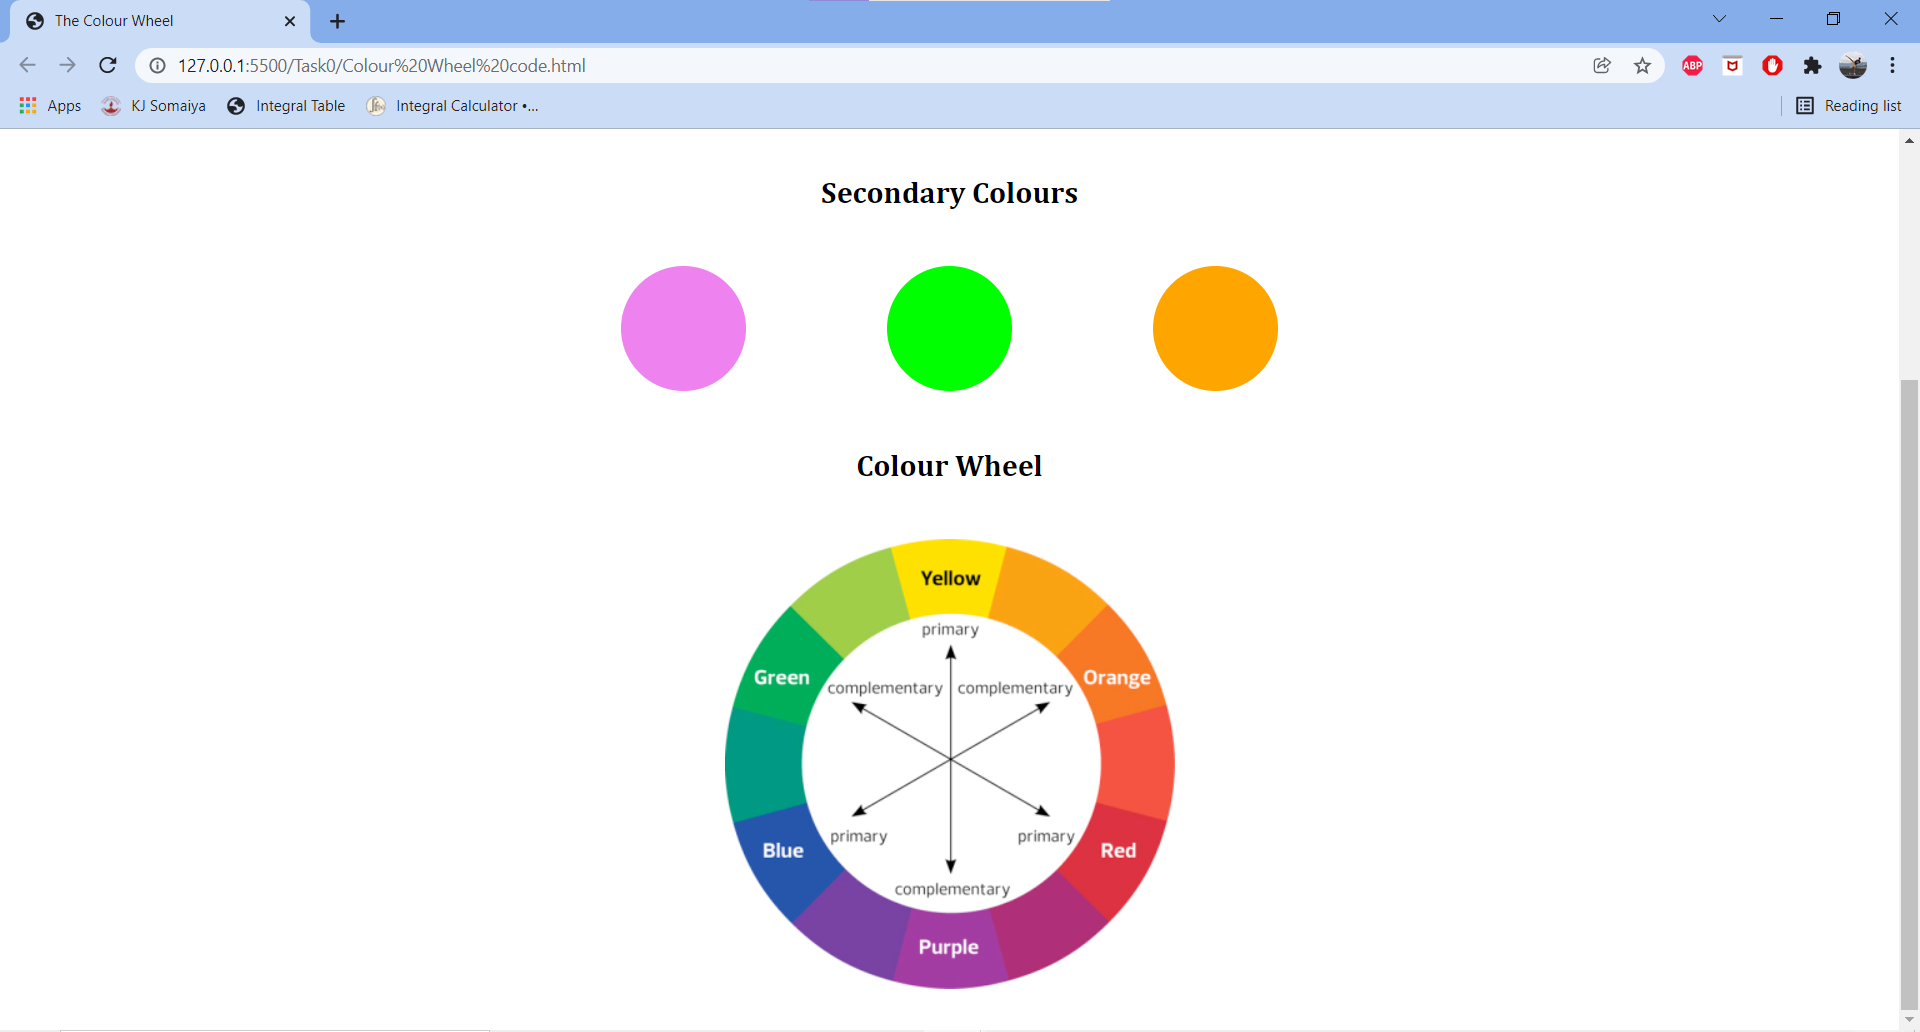 The Colour Wheel
127.0.0.1:5500/Task0/Colour%20Wheel%20code.html
ABP
Apps KJ Somaiya Integral Table Integral Calculator •... Reading list
Secondary Colours
Colour Wheel
Yellow
primary
Green Orange
complementary complementary
primary primary
Blue Red
complementary
Purple